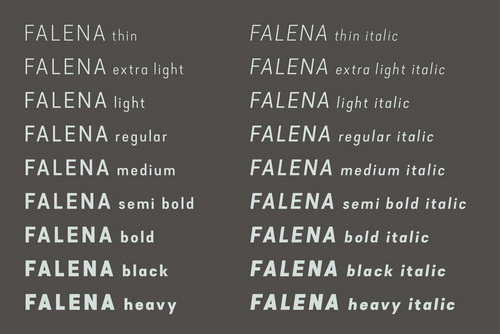 FALENA thin
FALENA extra light
FALENA light
FALENA regular
FALENA medium
FALENA semi bold
FALENA bold
FALENA black
FALENA heavy
FALENA thin italic
FALENA extra light italic
FALENA light italic
FALENA regular italic
FALENA medium italic
FALENA semi bold italic
FALENA bold italic
FALENA black italic
FALENA heavy italic